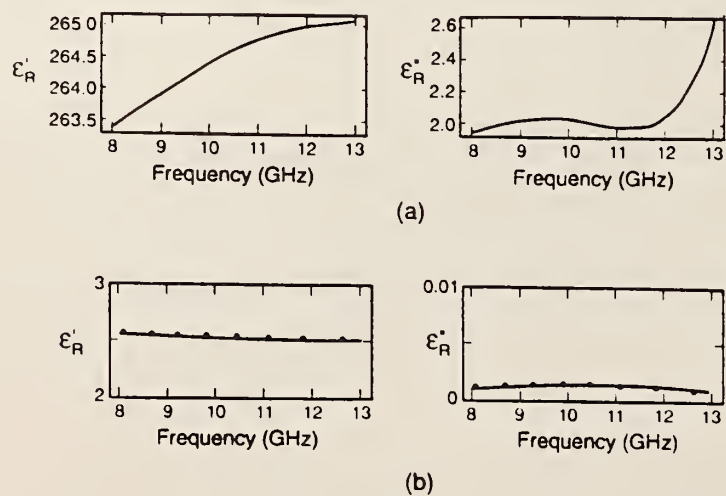 265.0
264.5
264.0
263.5
ε'R
8 9 10 11 12 13
Frequency (GHz)
2.6
2.4
2.2
2.0
ε"R
8 9 10 11 12 13
Frequency (GHz)
(a)
3
2
ε'R
8 9 10 11 12 13
Frequency (GHz)
0.01
0
ε"R
8 9 10 11 12 13
Frequency (GHz)
(b)